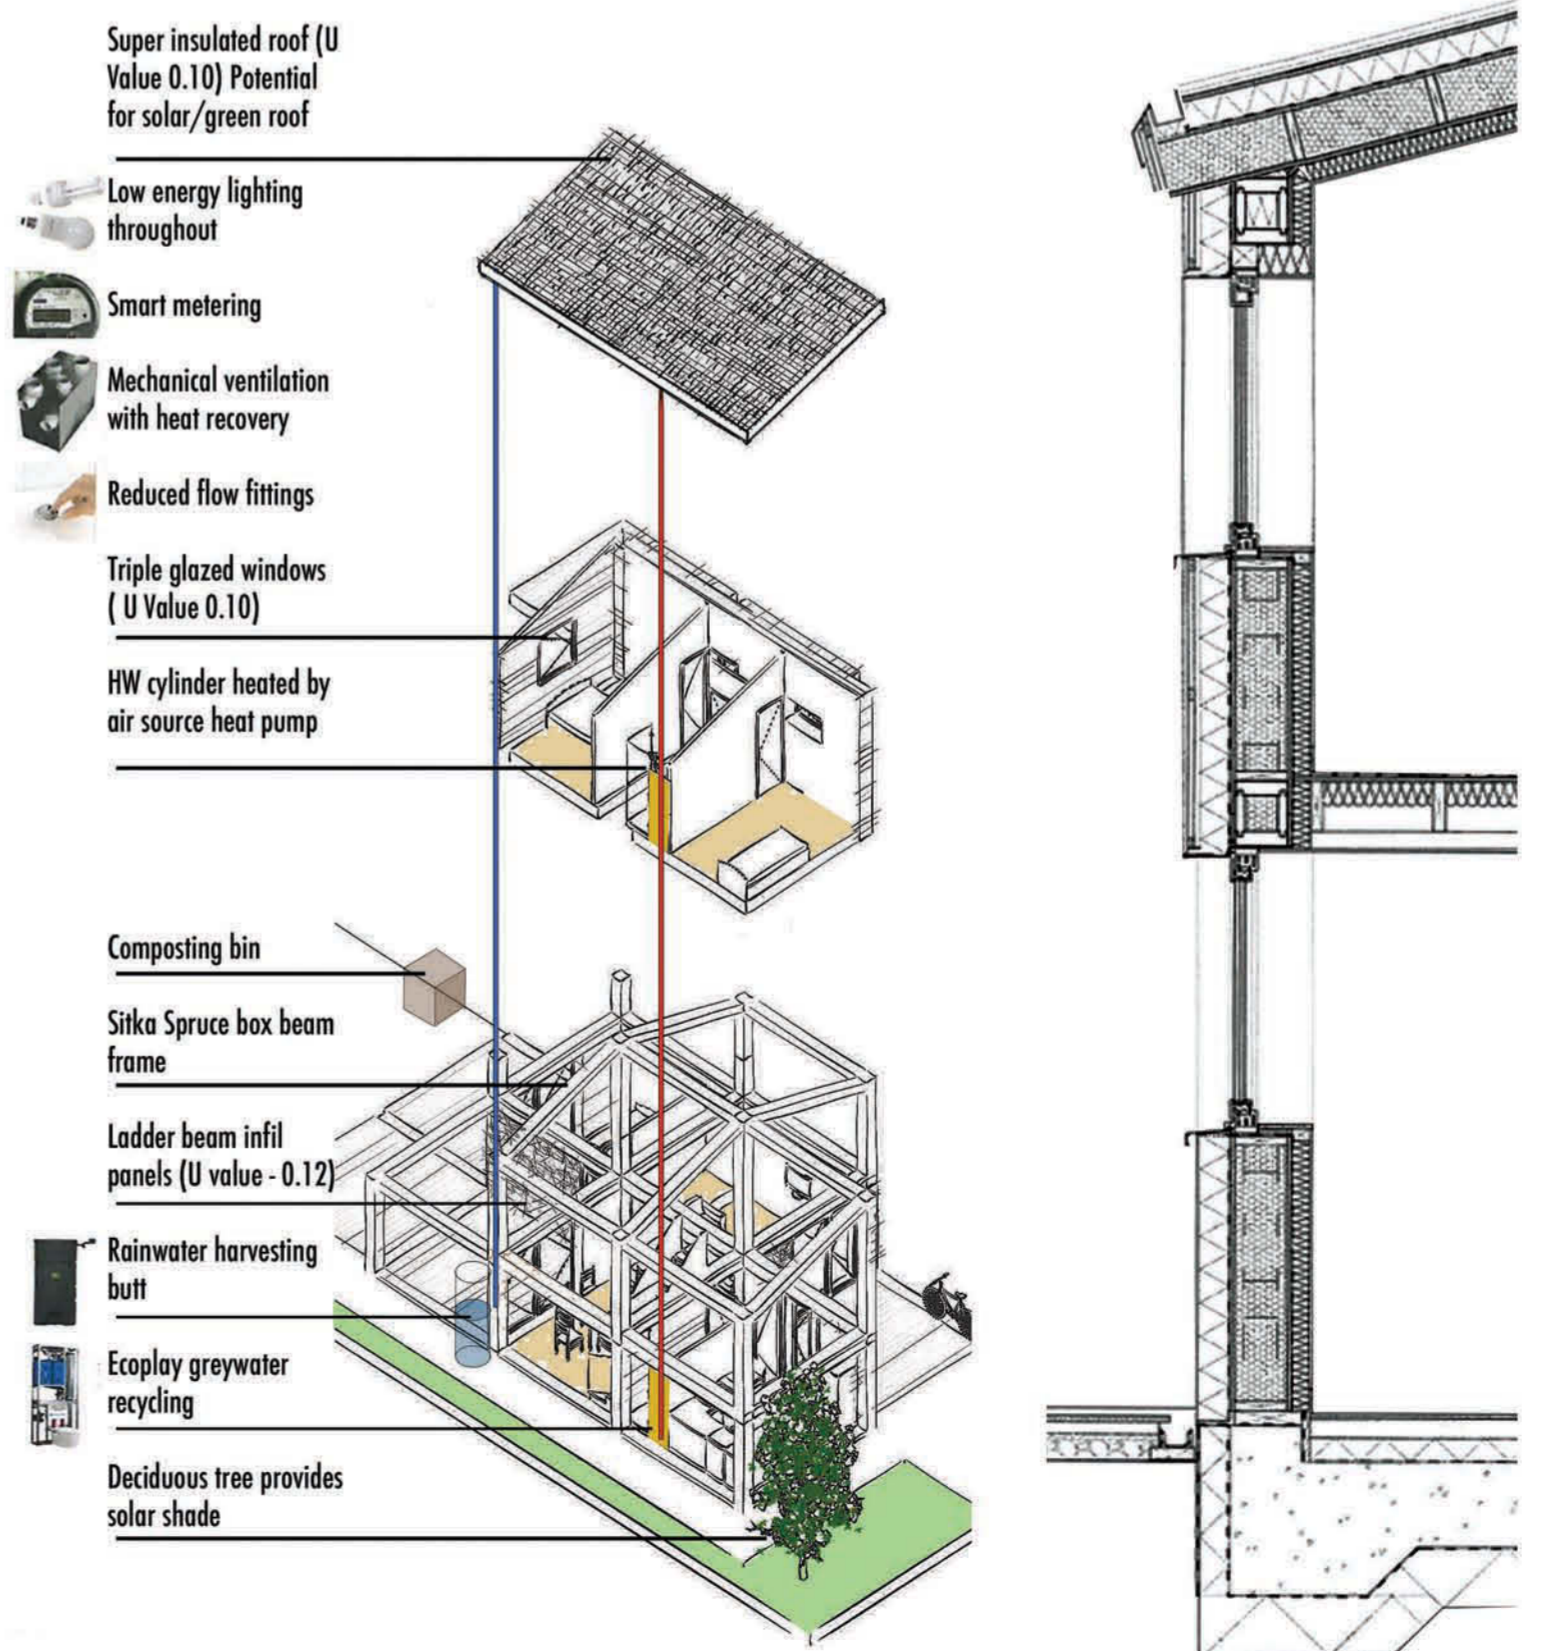 Super insulated roof (U
Value 0.10) Potential
for solar/green roof
Low energy lighting
throughout
Smart metering
Mechanical ventilation
with heat recovery
Reduced flow fittings
Triple glazed windows
( U Value 0.10)
HW cylinder heated by
air source heat pump
Composting bin
Sitka Spruce box beam
frame
Ladder beam infil
panels (U value - 0.12)
Rainwater harvesting
butt
Ecoplay greywater
recycling
Deciduous tree provides
solar shade